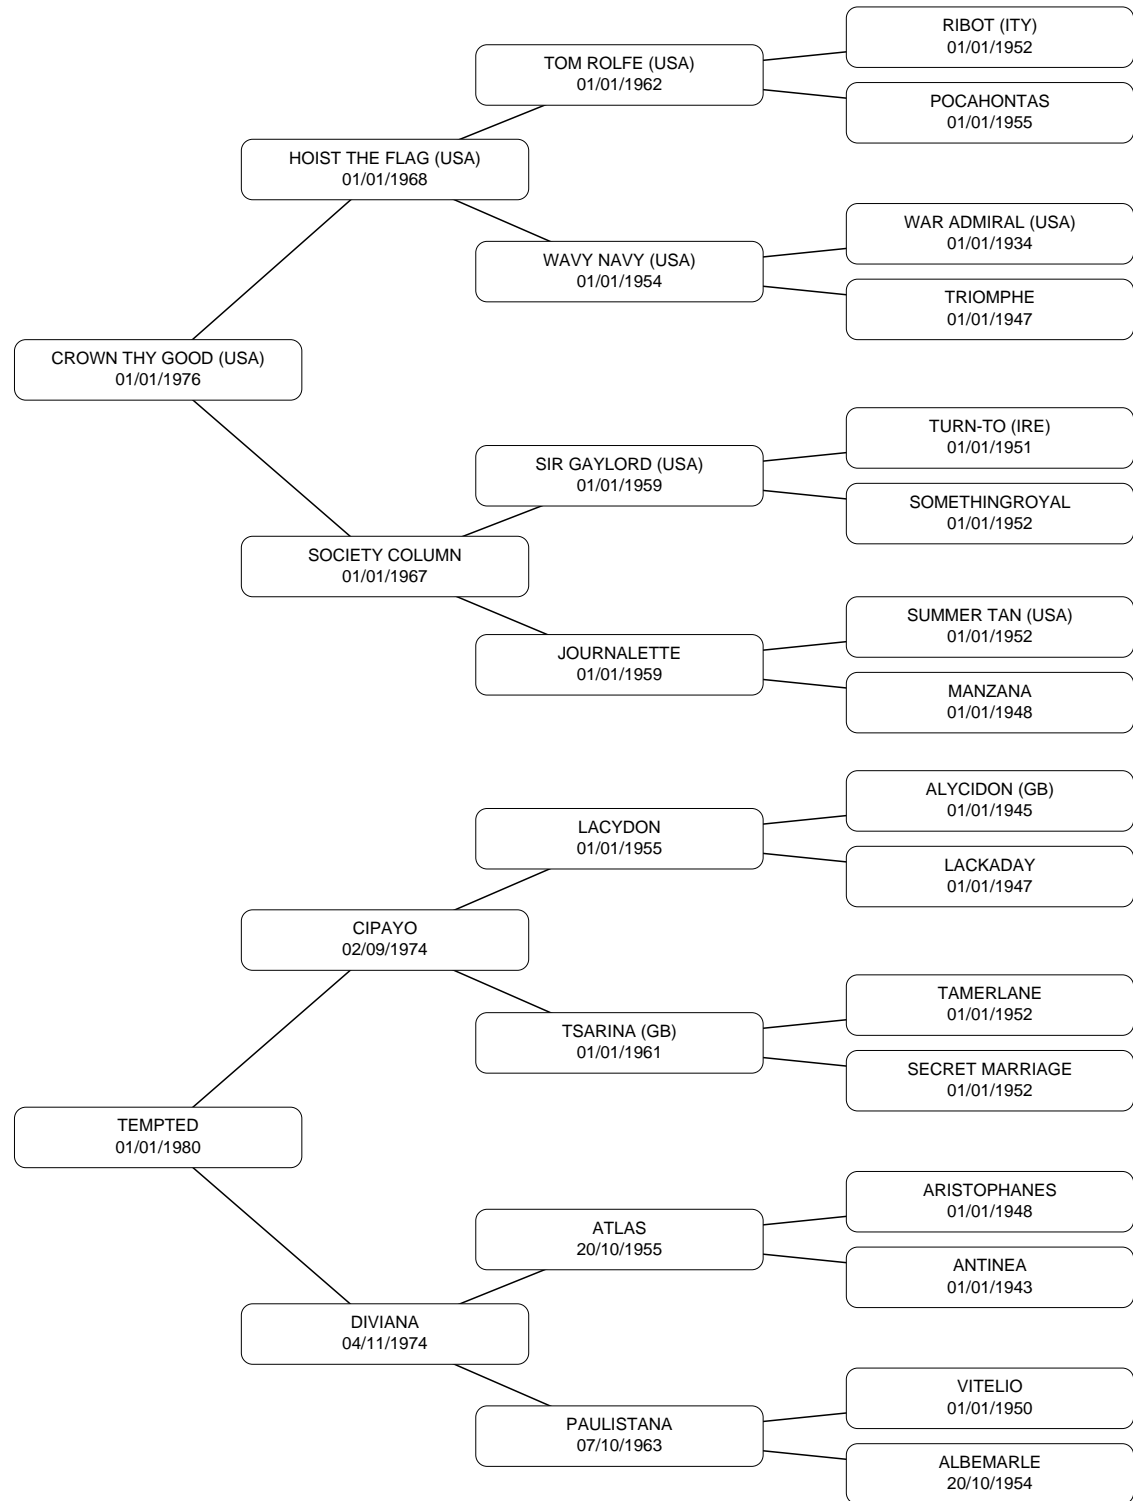 RIBOT (ITY)
01/01/1952
TOM ROLFE (USA)
01/01/1962
POCAHONTAS
01/01/1955
HOIST THE FLAG (USA)
01/01/1968
WAR ADMIRAL (USA)
01/01/1934
WAVY NAVY (USA)
01/01/1954
TRIOMPHE
01/01/1947
CROWN THY GOOD (USA)
01/01/1976
TURN-TO (IRE)
01/01/1951
SIR GAYLORD (USA)
01/01/1959
SOMETHINGROYAL
01/01/1952
SOCIETY COLUMN
01/01/1967
SUMMER TAN (USA)
01/01/1952
JOURNALETTE
01/01/1959
MANZANA
01/01/1948
ALYCIDON (GB)
01/01/1945
LACYDON
01/01/1955
LACKADAY
01/01/1947
CIPAYO
02/09/1974
TAMERLANE
01/01/1952
TSARINA (GB)
01/01/1961
SECRET MARRIAGE
01/01/1952
TEMPTED
01/01/1980
ARISTOPHANES
01/01/1948
ATLAS
20/10/1955
ANTINEA
01/01/1943
DIVIANA
04/11/1974
VITELIO
01/01/1950
PAULISTANA
07/10/1963
ALBEMARLE
20/10/1954